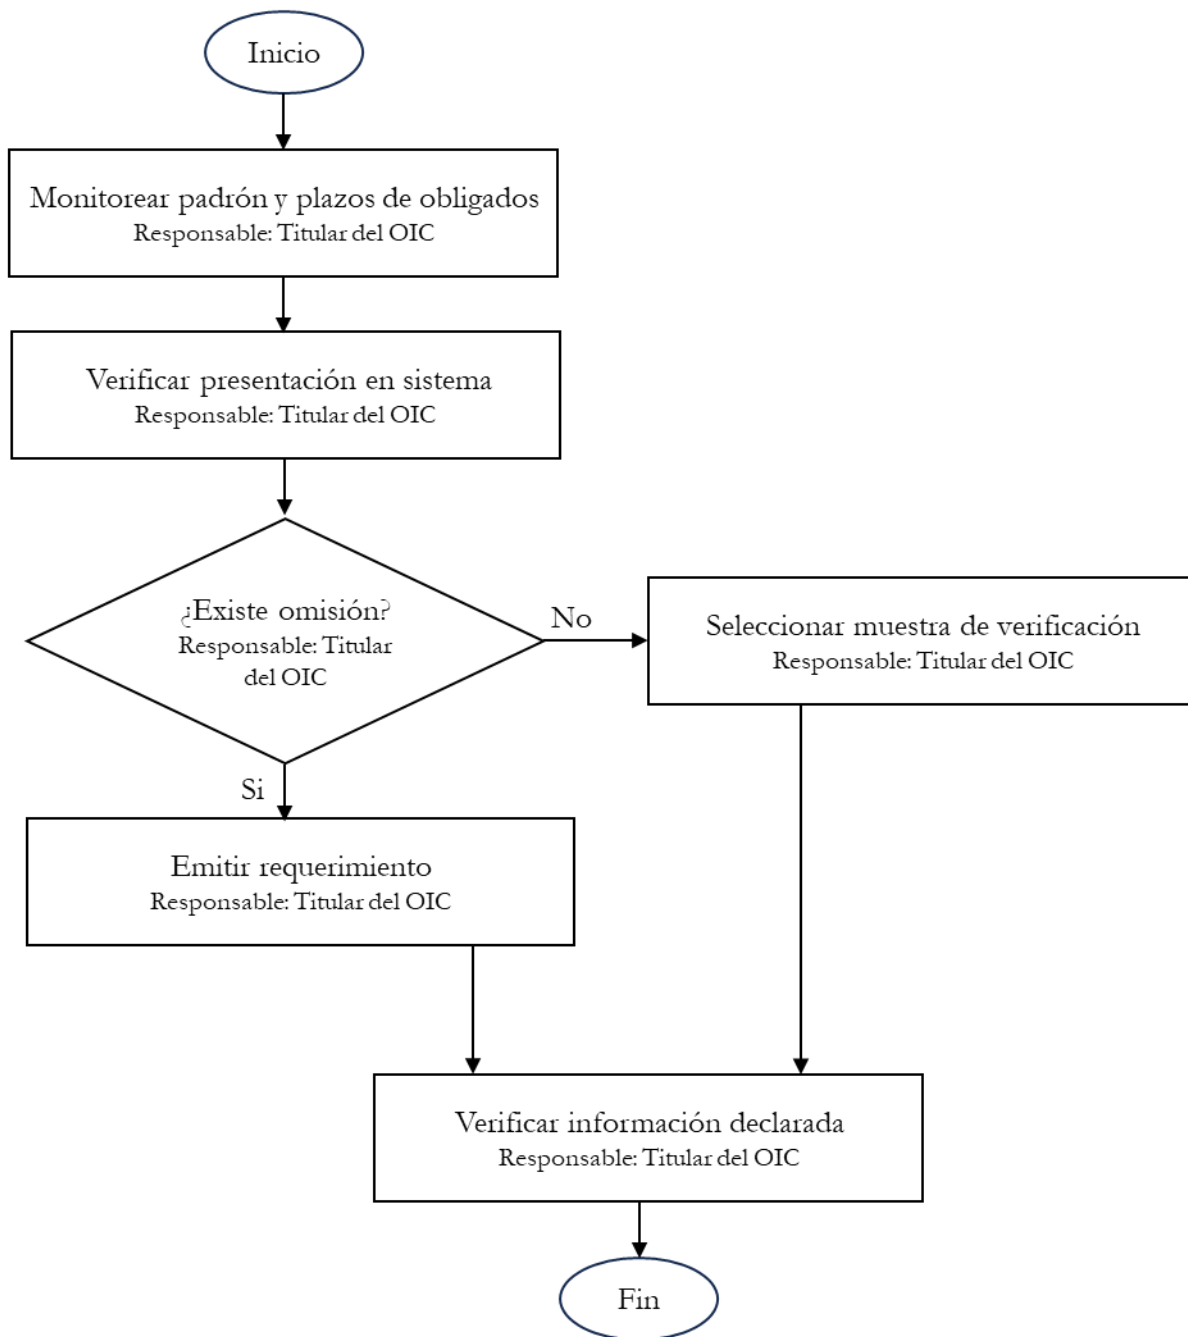 Inicio
Monitorear padrón y plazos de obligados
Responsable: Titular del OIC
Verificar presentación en sistema
Responsable: Titular del OIC
¿Existe omisión?
Responsable: Titular
del OIC
No
Seleccionar muestra de verificación
Responsable: Titular del OIC
Si
Emitir requerimiento
Responsable: Titular del OIC
Verificar información declarada
Responsable: Titular del OIC
Fin